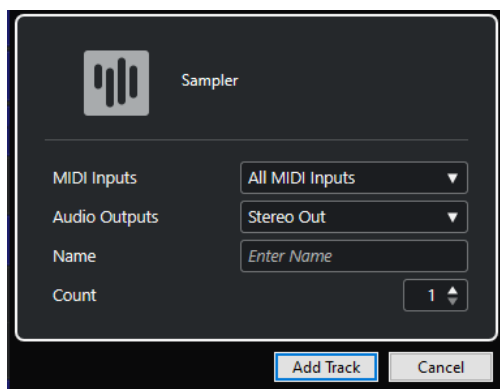 Sampler
MIDI Inputs All MIDI Inputs
Audio Outputs Stereo Out
Name Enter Name
Count 1
Add Track Cancel